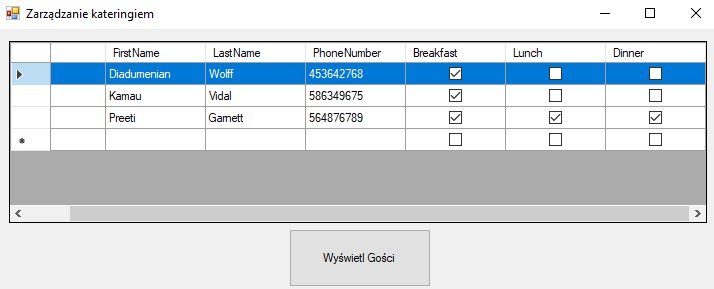 Zarządzanie kateringiem
FirstName LastName PhoneNumber Breakfast Lunch Dinner
Diadumenian Wolff 453642768
Kamau Vidal 586349675
Preeti Garnett 564876789
Wyświetl Gości